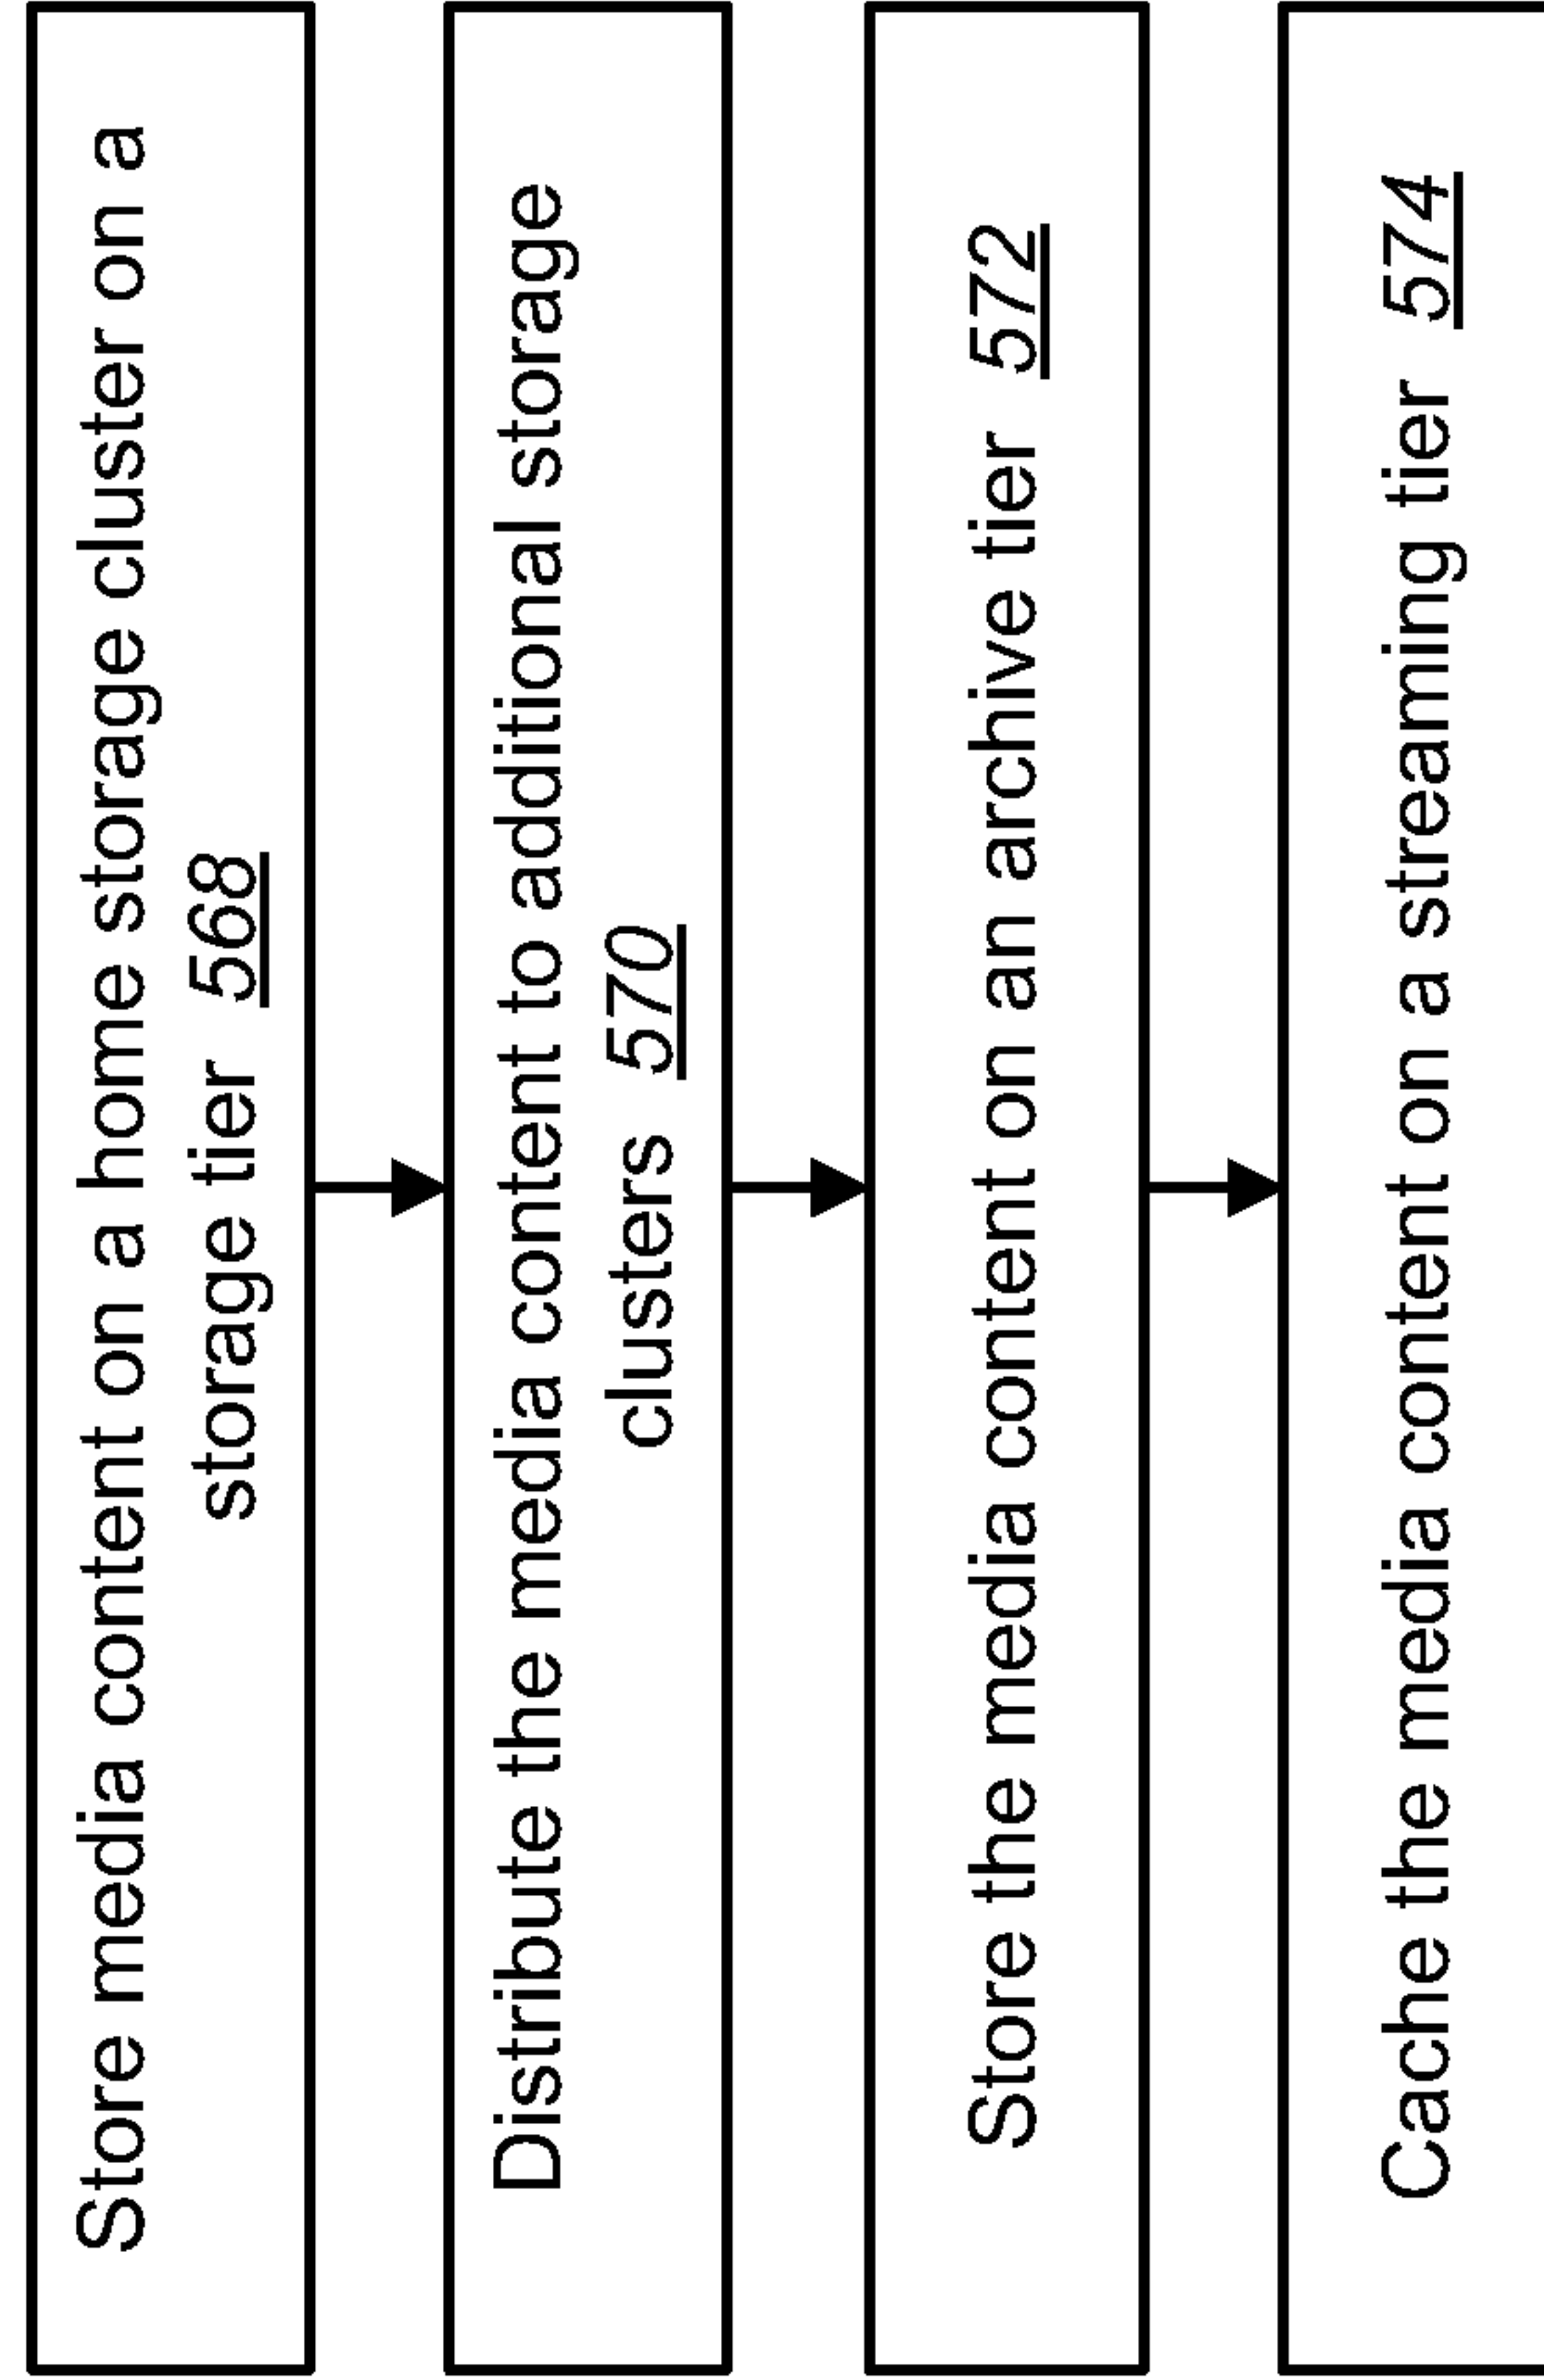 Store media content on a home storage cluster on a
storage tier 568
Distribute the media content to additional storage
clusters 570
Store the media content on an archive tier 572
Cache the media content on a streaming tier 574